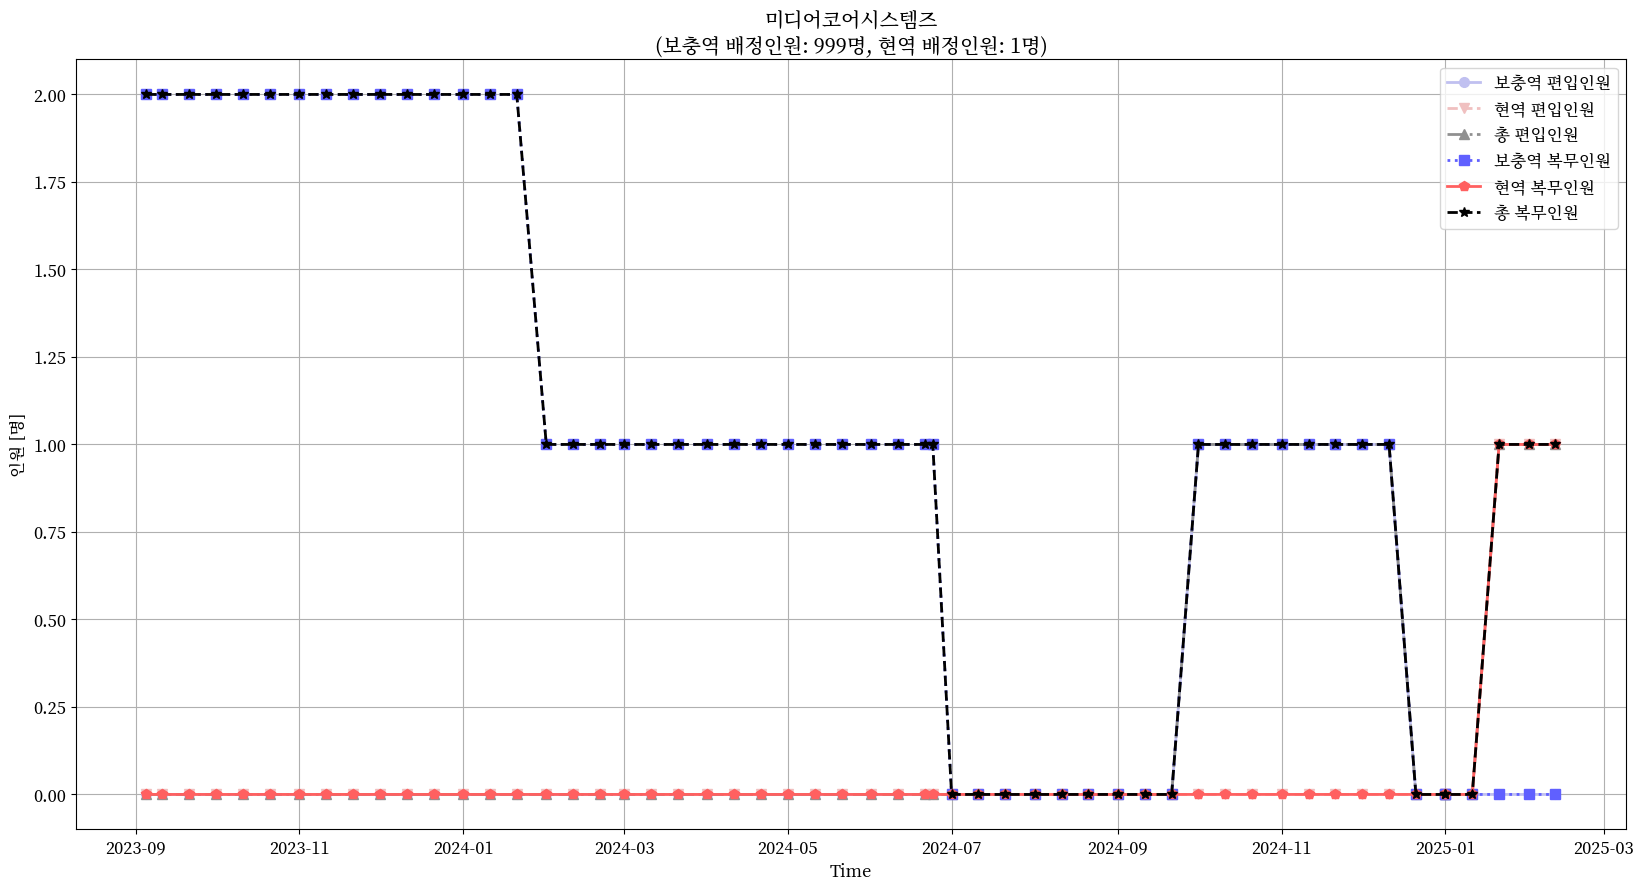 미디어코어시스템즈
(보충역 배정인원: 999명, 현역 배정인원: 1명)
보충역 편입인원
현역 편입인원
총 편입인원
보충역 복무인원
현역 복무인원
총 복무인원
인원 [명]
2.00
1.75
1.50
1.25
1.00
0.75
0.50
0.25
0.00
2023-09
2023-11
2024-01
2024-03
2024-05
2024-07
2024-09
2024-11
2025-01
2025-03
Time